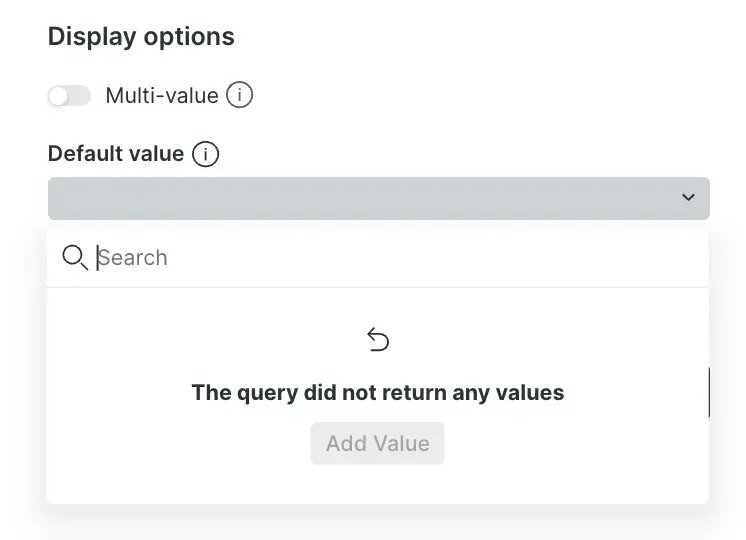 Display options
Multi-value
Default value
Search
The query did not return any values
Add Value